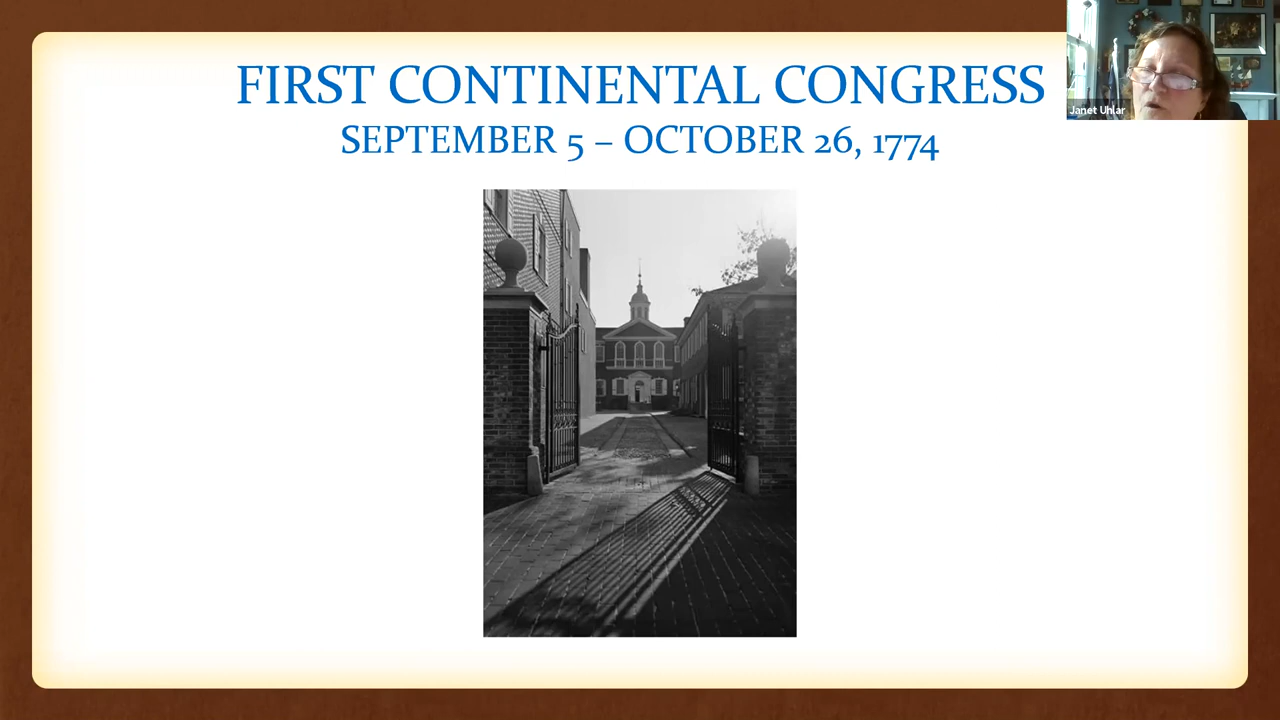 FIRST CONTINENTAL CONGRESS
SEPTEMBER 5 – OCTOBER 26, 1774
Janet Uhlar